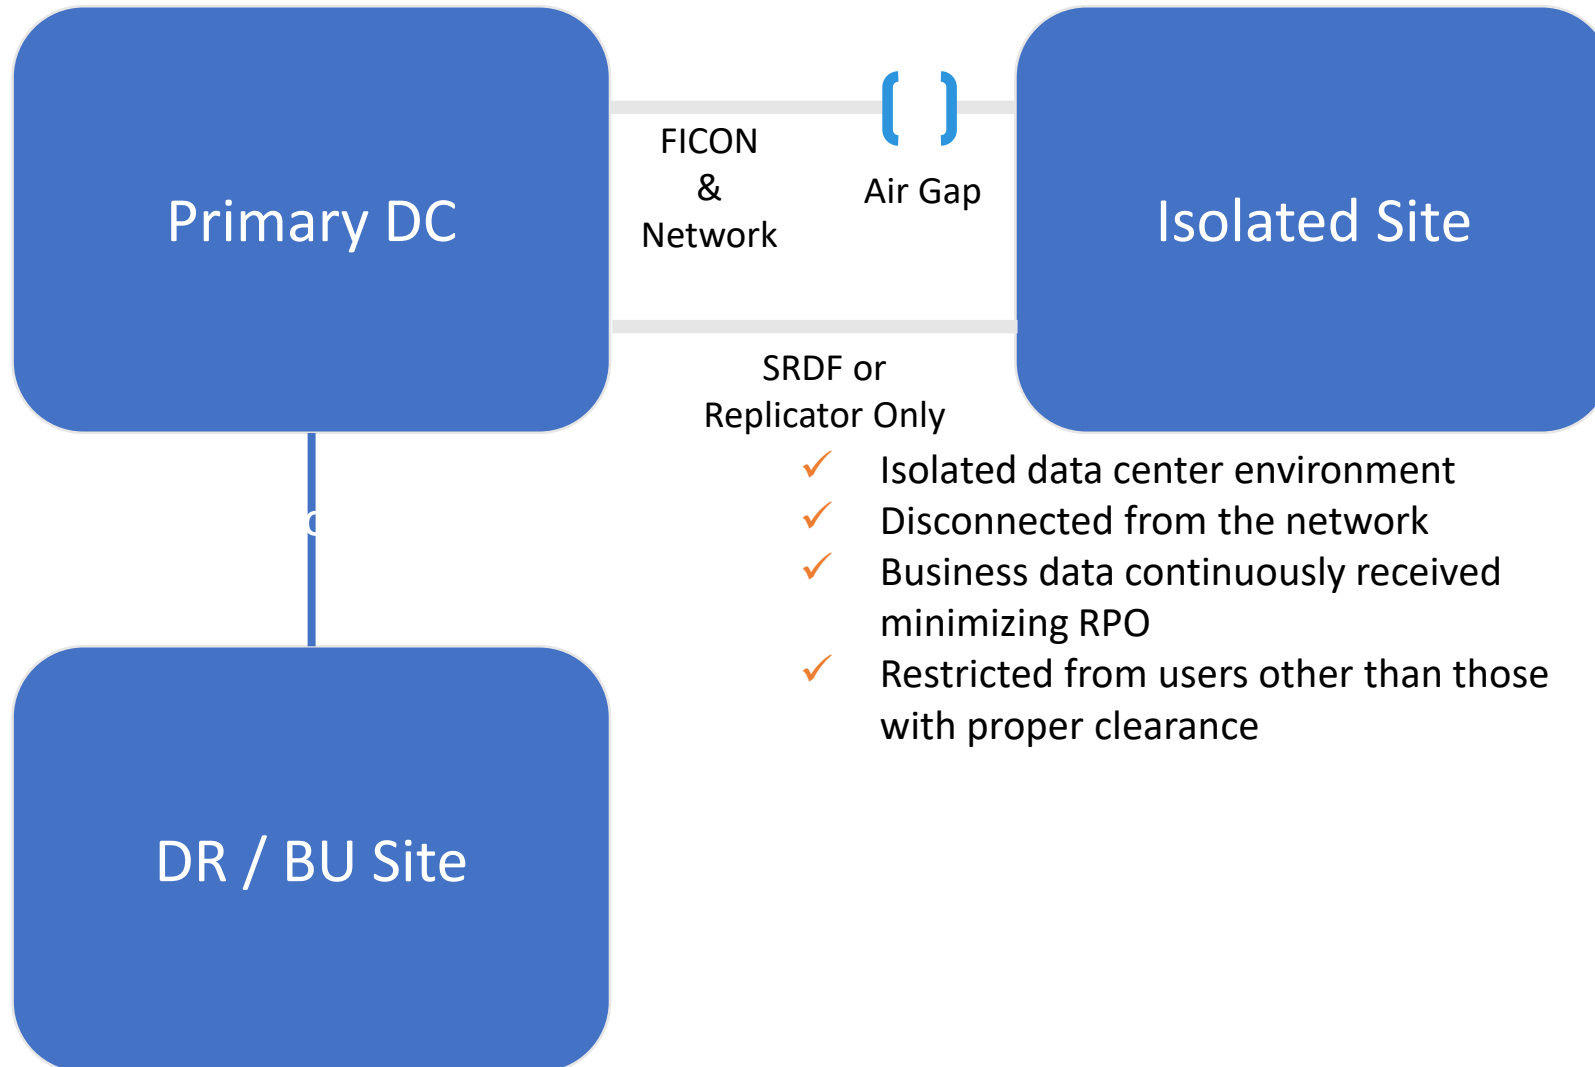 Primary DC
FICON
&
Network
Air Gap
Isolated Site
SRDF or
Replicator Only
Isolated data center environment
Disconnected from the network
Business data continuously received
minimizing RPO
Restricted from users other than those
with proper clearance
DR / BU Site